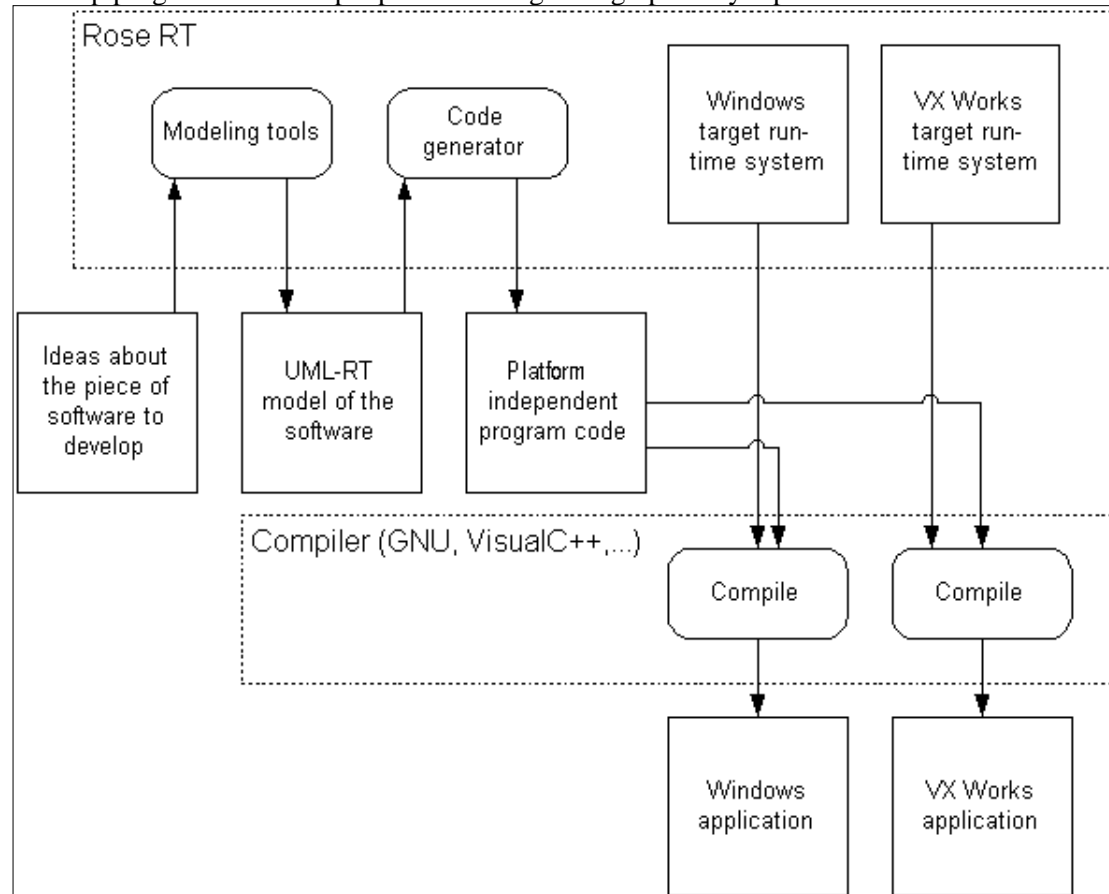 Rose RT
Modeling tools
Code
generator
Windows
target run-
time system
VX Works
target run-
time system
Ideas about
the piece of
software to
develop
UML-RT
model of the
software
Platform
independent
program code
Compiler (GNU, VisualC++,...)
Compile
Compile
Windows
application
VX Works
application